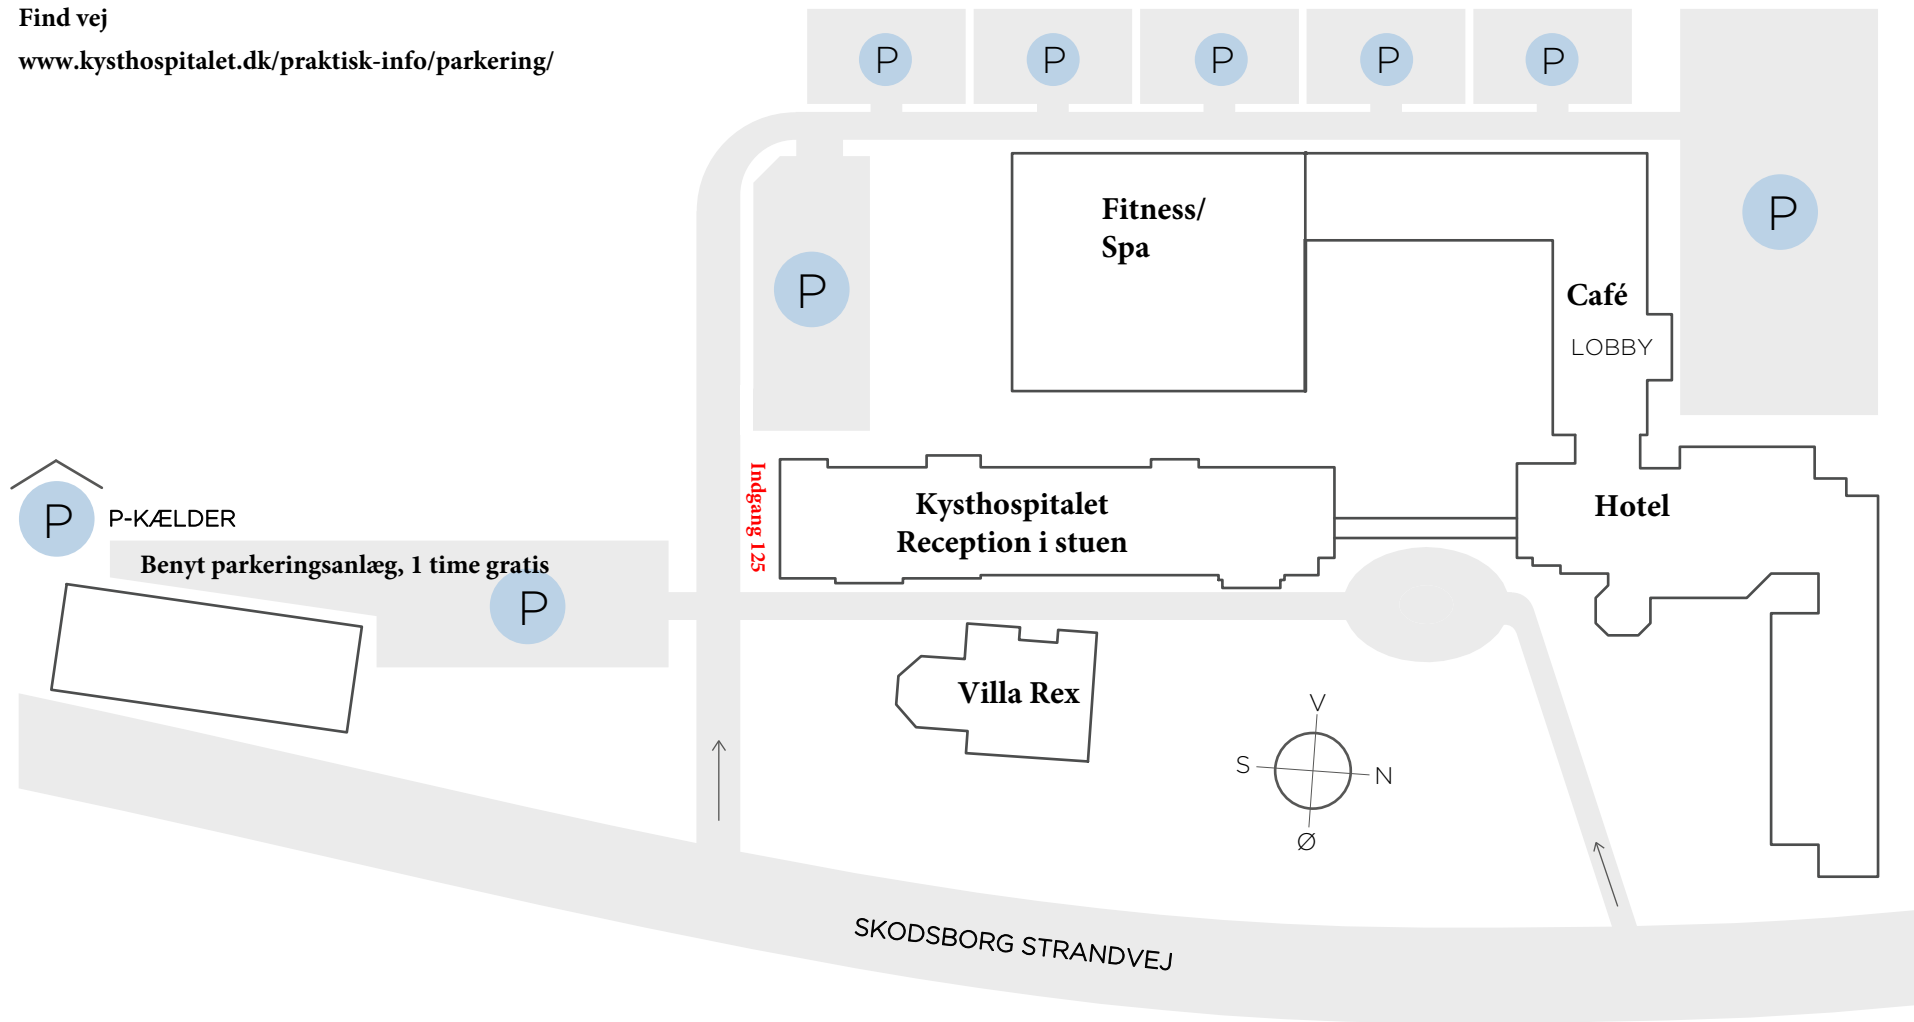 Find vej
www.kysthospitalet.dk/praktisk-info/parkering/
P
P
P
P
P
P
P
Fitness/
Spa
Café
LOBBY
P
P-KÆLDER
Benyt parkeringsanlæg, 1 time gratis
P
Indgang 125
Kysthospitalet
Reception i stuen
Hotel
Villa Rex
V
S
N
Ø
SKODSBORG STRANDVEJ